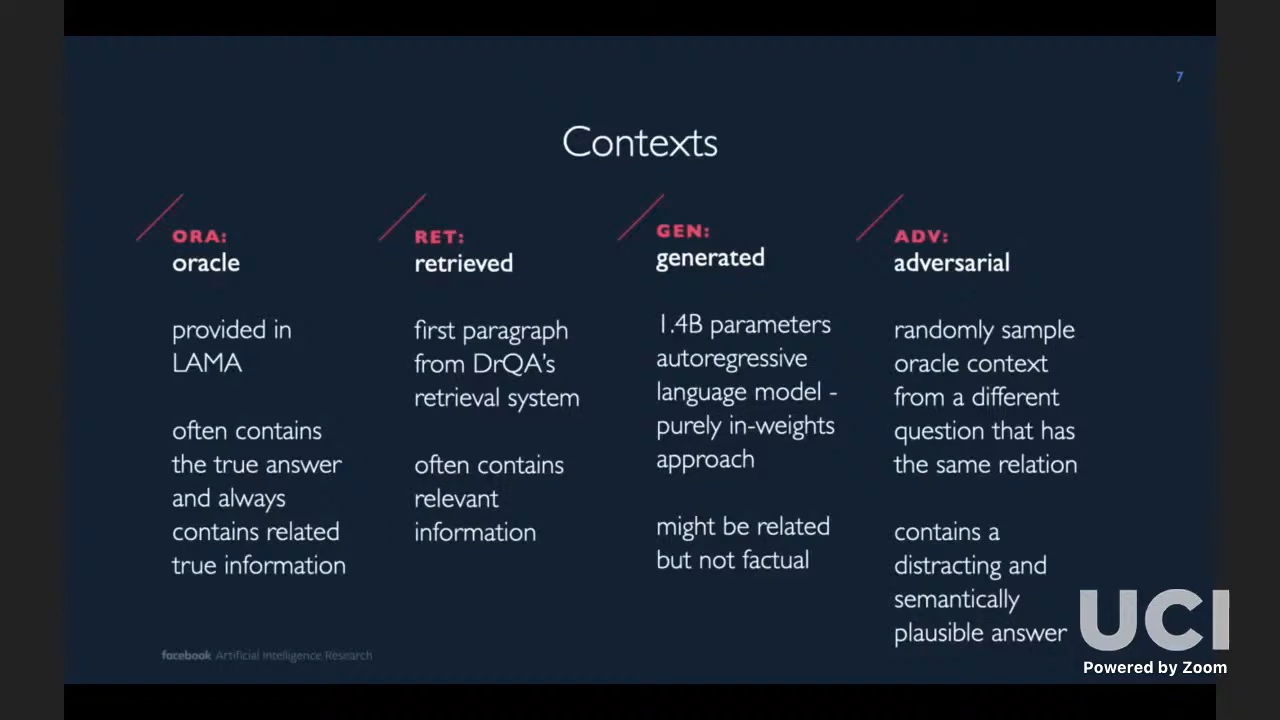 7
Contexts
ORA:
oracle
provided in
LAMA
often contains
the true answer
and always
contains related
true information
RET:
retrieved
first paragraph
from DrQA's
retrieval system
often contains
relevant
information
GEN:
generated
1.4B parameters
autoregressive
language model -
purely in-weights
approach
might be related
but not factual
ADV:
adversarial
randomly sample
oracle context
from a different
question that has
the same relation
contains a
distracting and
semantically
plausible answer
facebook Artificial Intelligence Research
UCI
Powered by Zoom